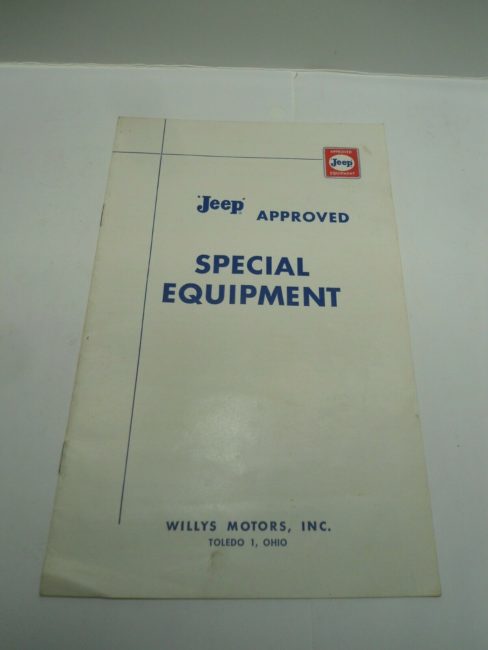 APPROVED
Jeep
EQUIPMENT
'Jeep' APPROVED
SPECIAL
EQUIPMENT
WILLYS MOTORS, INC.
TOLEDO 1, OHIO